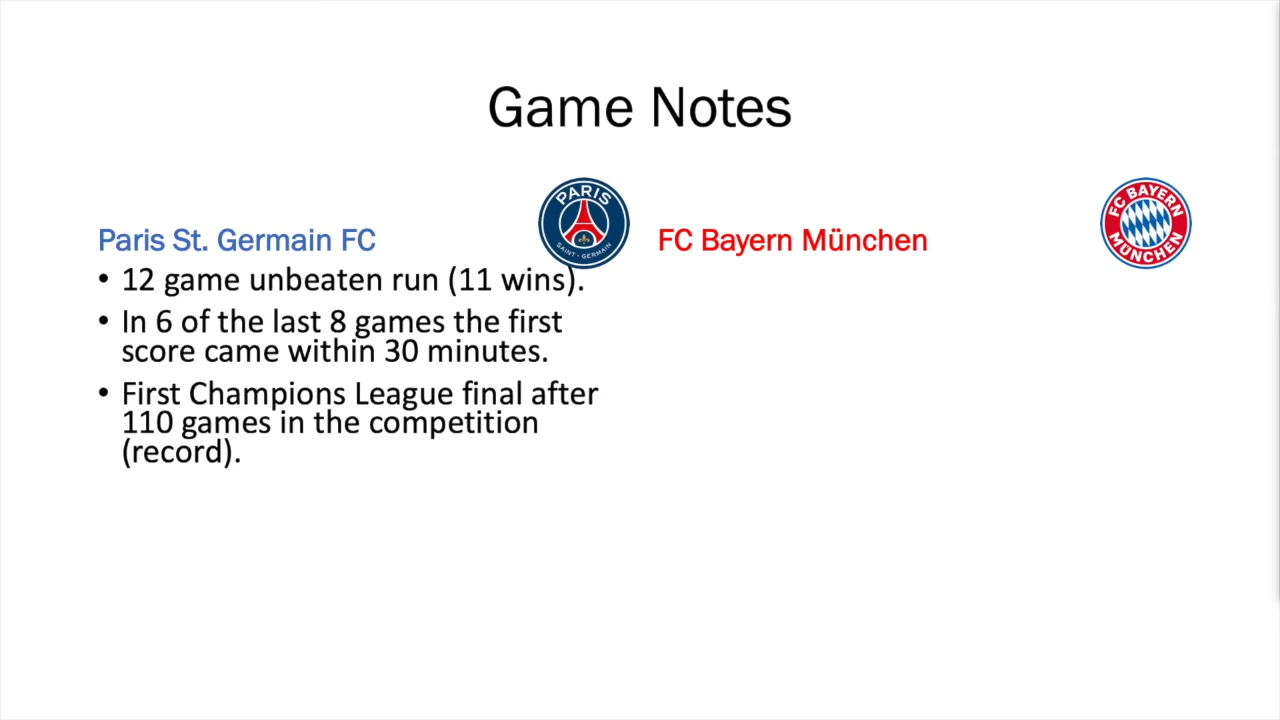 Game Notes
Paris St. Germain FC
• 12 game unbeaten run (11 wins).
• In 6 of the last 8 games the first
score came within 30 minutes.
• First Champions League final after
110 games in the competition
(record).
PARIS
SAINT-GERMAIN
FC Bayern München
FC BAYERN
MÜNCHEN